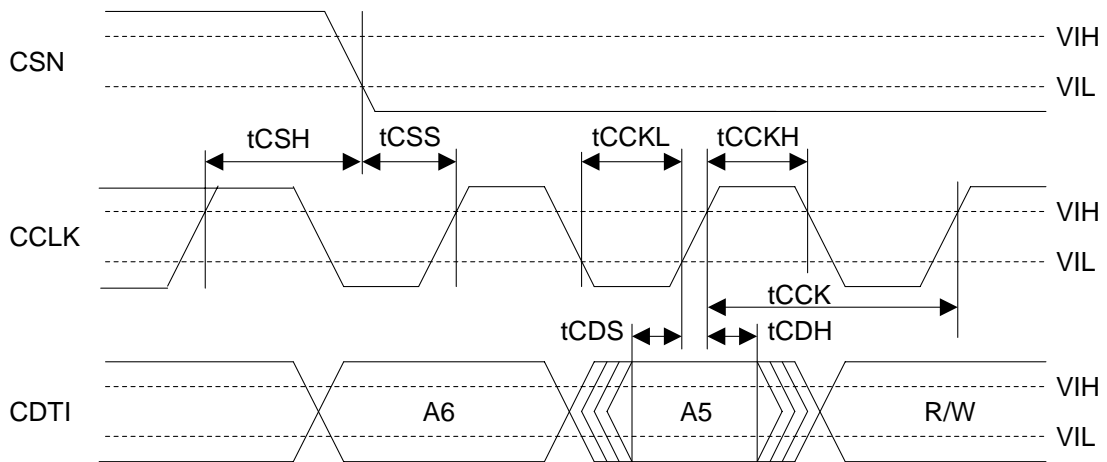 VIH
CSN
VIL
tCSH tCSS tCCKL tCCKH
VIH
CCLK
VIL
tCCK
tCDS tCDH
VIH
CDTI A6 A5 R/W
VIL